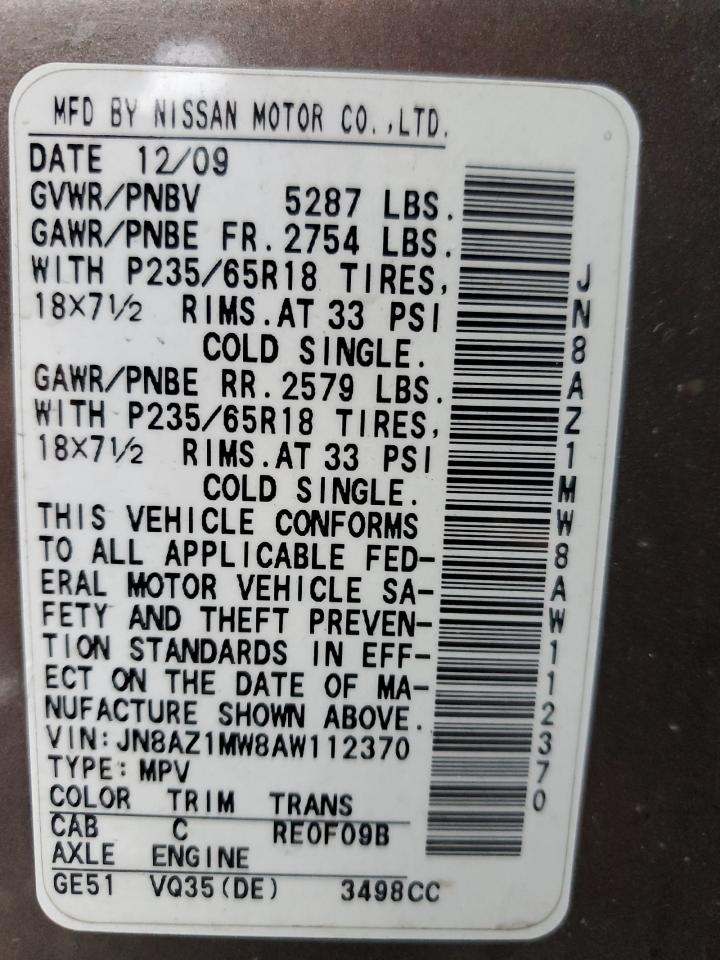 MFD BY NISSAN MOTOR CO.,LTD.
DATE 12/09
GVWR/PNBV 5287 LBS.
GAWR/PNBE FR.2754 LBS.
WITH P235/65R18 TIRES,
18X7½ RIMS.AT 33 PSI
COLD SINGLE.
GAWR/PNBE RR.2579 LBS.
WITH P235/65R18 TIRES,
18X7½ RIMS.AT 33 PSI
COLD SINGLE.
THIS VEHICLE CONFORMS
TO ALL APPLICABLE FED-
ERAL MOTOR VEHICLE SA-
FETY AND THEFT PREVEN-
TION STANDARDS IN EFF-
ECT ON THE DATE OF MA-
NUFACTURE SHOWN ABOVE.
VIN:JN8AZ1MW8AW112370
TYPE:MPV
COLOR TRIM TRANS
CAB C RE0F09B
AXLE ENGINE
GE51 VQ35(DE) 3498CC
JN8AZ1MW8AW112370